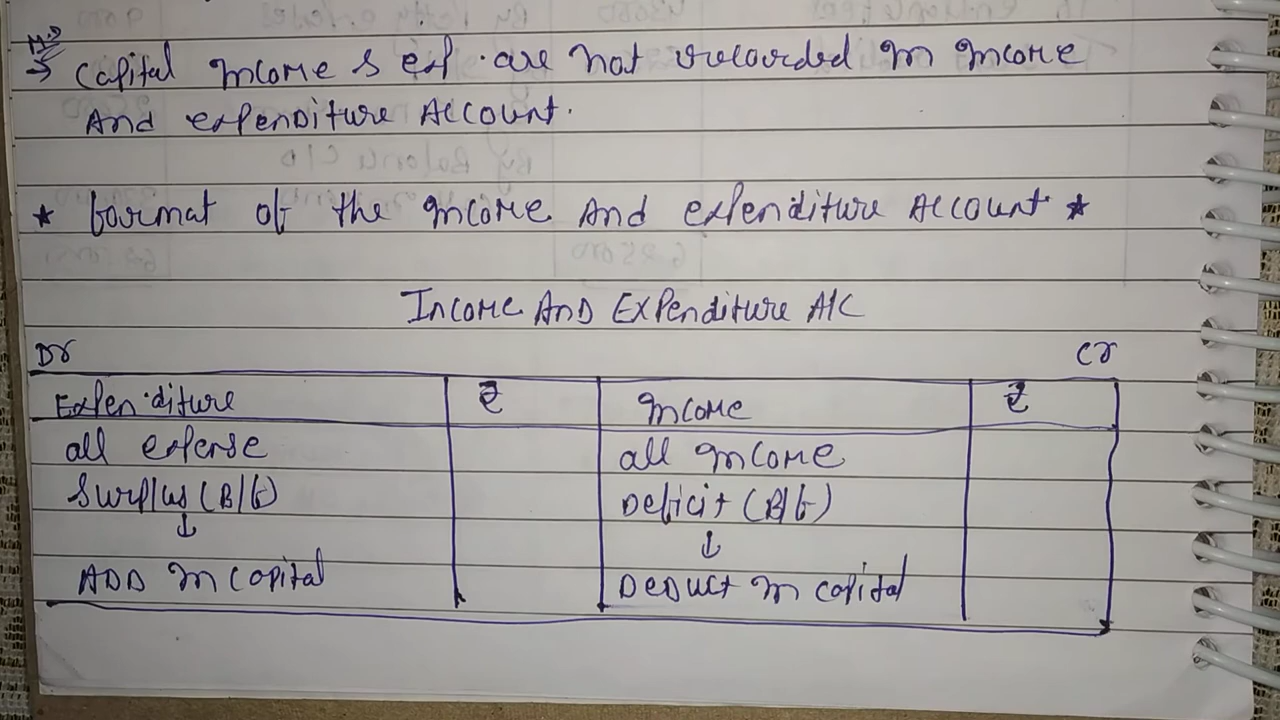 → Capital Income & exp. are not recorded in Income
And expenditure Account.
* format of the Income And expenditure Account *
Income And Expenditure A/C
Dr Cr
Expenditure ₹ Income ₹
all expense all Income
Surplus (B/f) Deficit (B/f)
↓ ↓
ADD in capital Deduct in capital